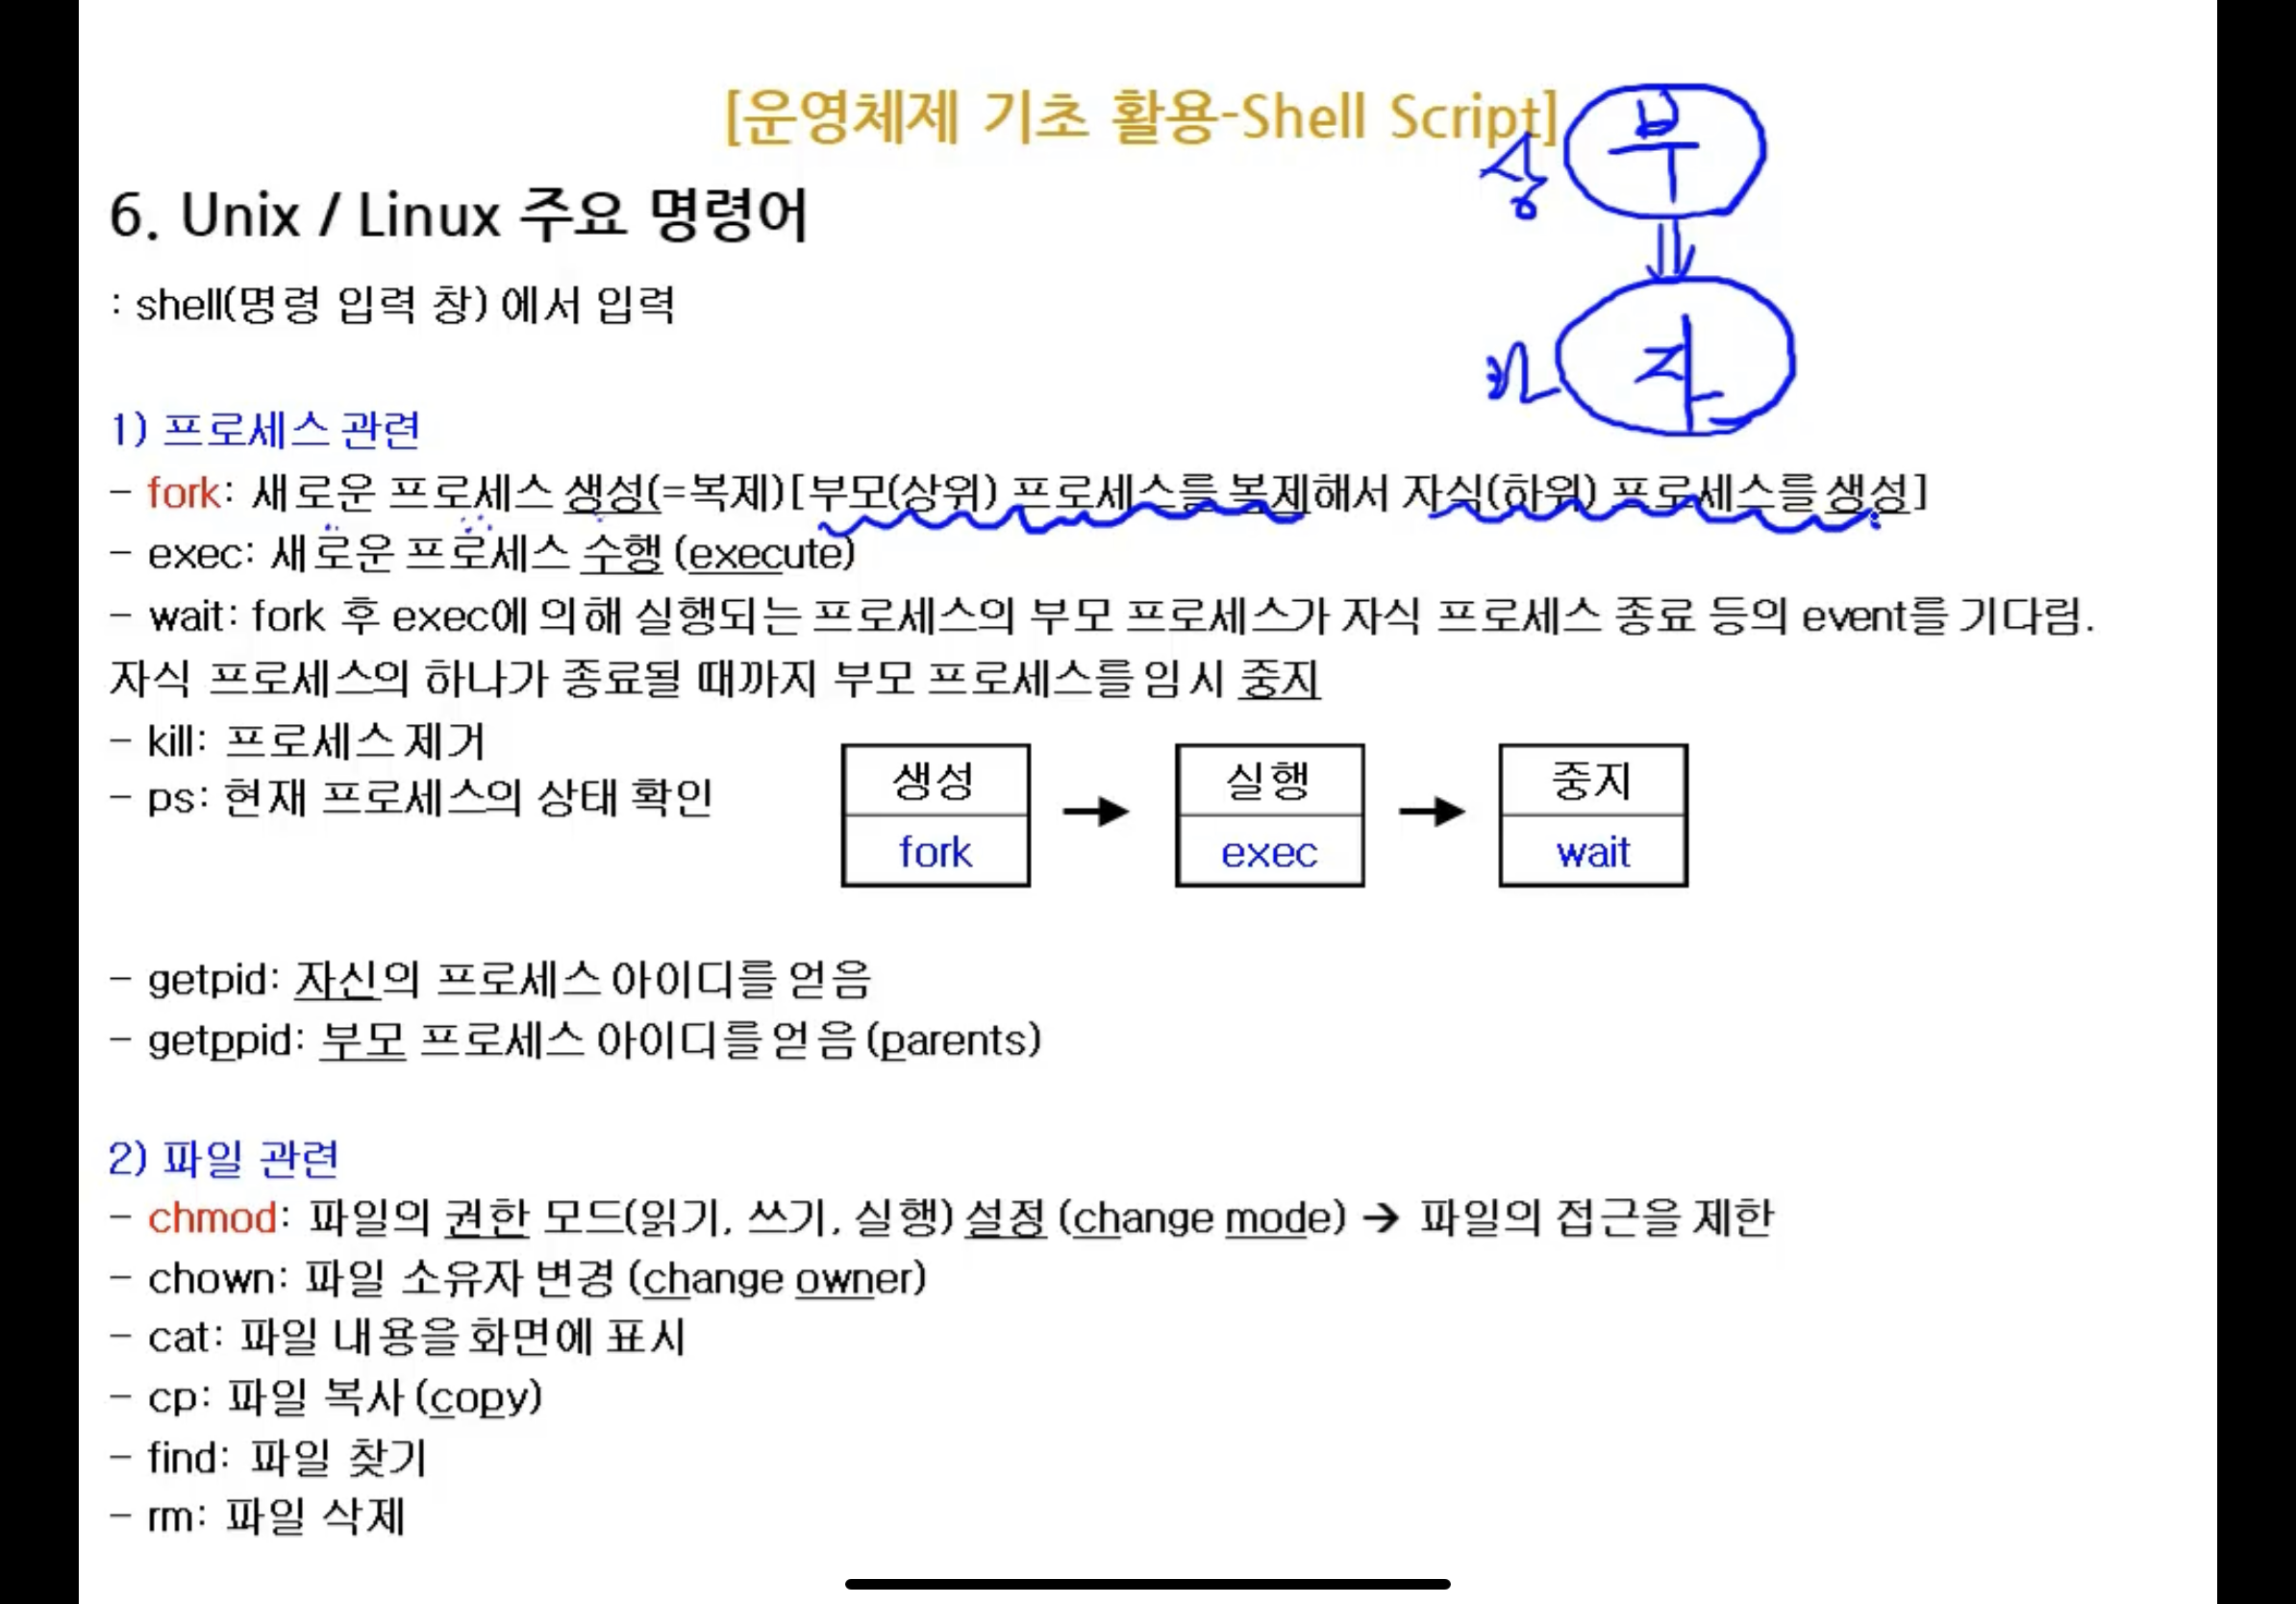 [운영체제 기초 활용-Shell Script]
부
상
6. Unix / Linux 주요 명령어
: shell(명령 입력 창) 에서 입력
자
1) 프로세스 관련
- fork: 새로운 프로세스 생성(=복제)[부모(상위) 프로세스를 복제해서 자식(하위) 프로세스를 생성]
- exec: 새로운 프로세스 수행 (execute)
- wait: fork 후 exec에 의해 실행되는 프로세스의 부모 프로세스가 자식 프로세스 종료 등의 event를 기다림.
자식 프로세스의 하나가 종료될 때까지 부모 프로세스를 임시 중지
- kill: 프로세스 제거
- ps: 현재 프로세스의 상태 확인
생성 → 실행 → 중지
fork exec wait
- getpid: 자신의 프로세스 아이디를 얻음
- getppid: 부모 프로세스 아이디를 얻음 (parents)
2) 파일 관련
- chmod: 파일의 권한 모드(읽기, 쓰기, 실행) 설정 (change mode) → 파일의 접근을 제한
- chown: 파일 소유자 변경 (change owner)
- cat: 파일 내용을 화면에 표시
- cp: 파일 복사 (copy)
- find: 파일 찾기
- rm: 파일 삭제